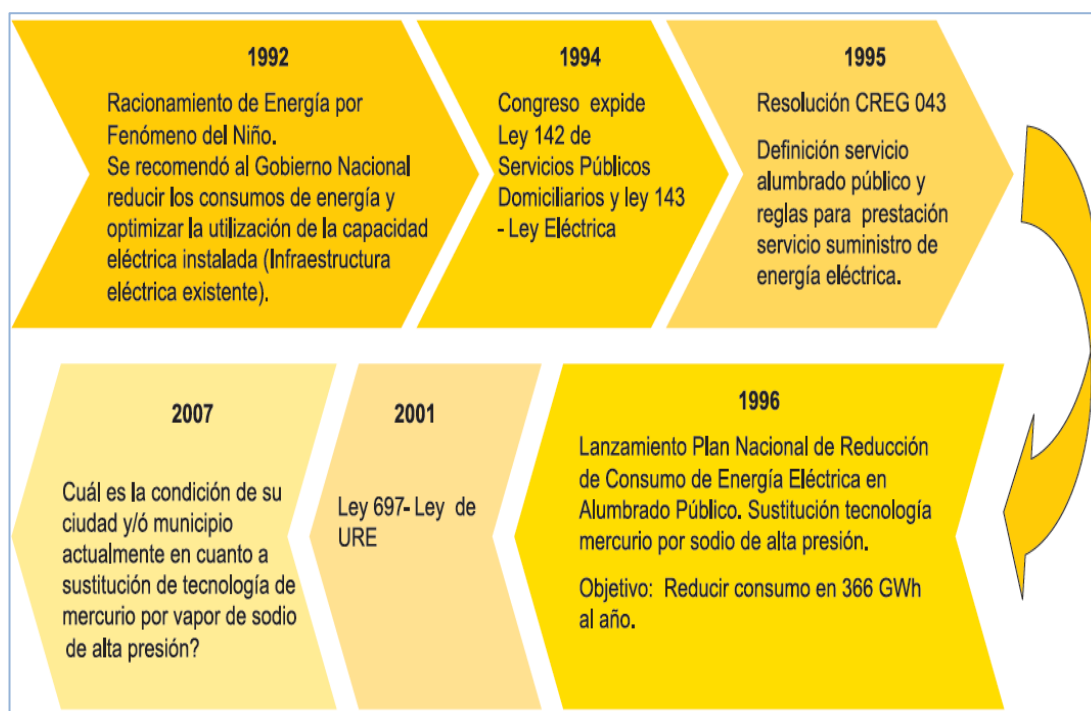 1992
Racionamiento de Energía por
Fenómeno del Niño.
Se recomendó al Gobierno Nacional
reducir los consumos de energía y
optimizar la utilización de la capacidad
eléctrica instalada (Infraestructura
eléctrica existente).
1994
Congreso expide
Ley 142 de
Servicios Públicos
Domiciliarios y ley 143
- Ley Eléctrica
1995
Resolución CREG 043
Definición servicio
alumbrado público y
reglas para prestación
servicio suministro de
energía eléctrica.
1996
Lanzamiento Plan Nacional de Reducción
de Consumo de Energía Eléctrica en
Alumbrado Público. Sustitución tecnología
mercurio por sodio de alta presión.
Objetivo: Reducir consumo en 366 GWh
al año.
2001
Ley 697- Ley de
URE
2007
Cuál es la condición de su
ciudad y/ó municipio
actualmente en cuanto a
sustitución de tecnología de
mercurio por vapor de sodio
de alta presión?